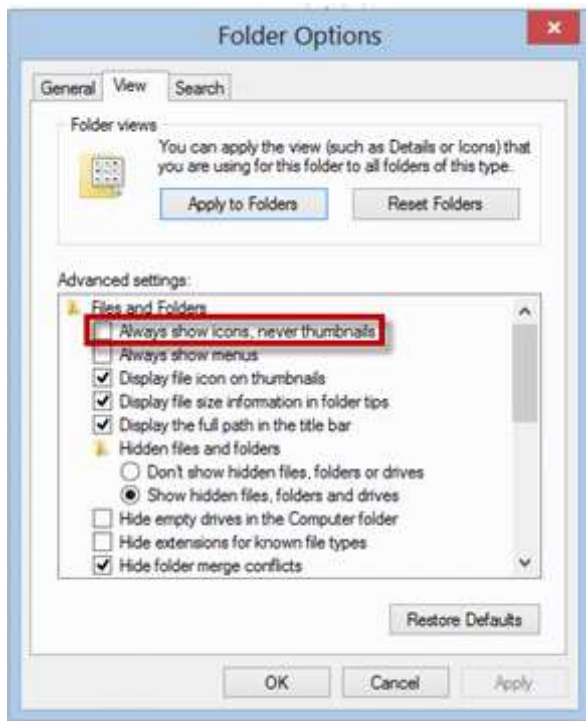 Folder Options
General View Search
Folder views
You can apply the view (such as Details or Icons) that
you are using for this folder to all folders of this type.
Apply to Folders Reset Folders
Advanced settings:
Files and Folders
Always show icons, never thumbnails
Always show menus
Display file icon on thumbnails
Display file size information in folder tips
Display the full path in the title bar
Hidden files and folders
Don't show hidden files, folders or drives
Show hidden files, folders and drives
Hide empty drives in the Computer folder
Hide extensions for known file types
Hide folder merge conflicts
Restore Defaults
OK Cancel Apply